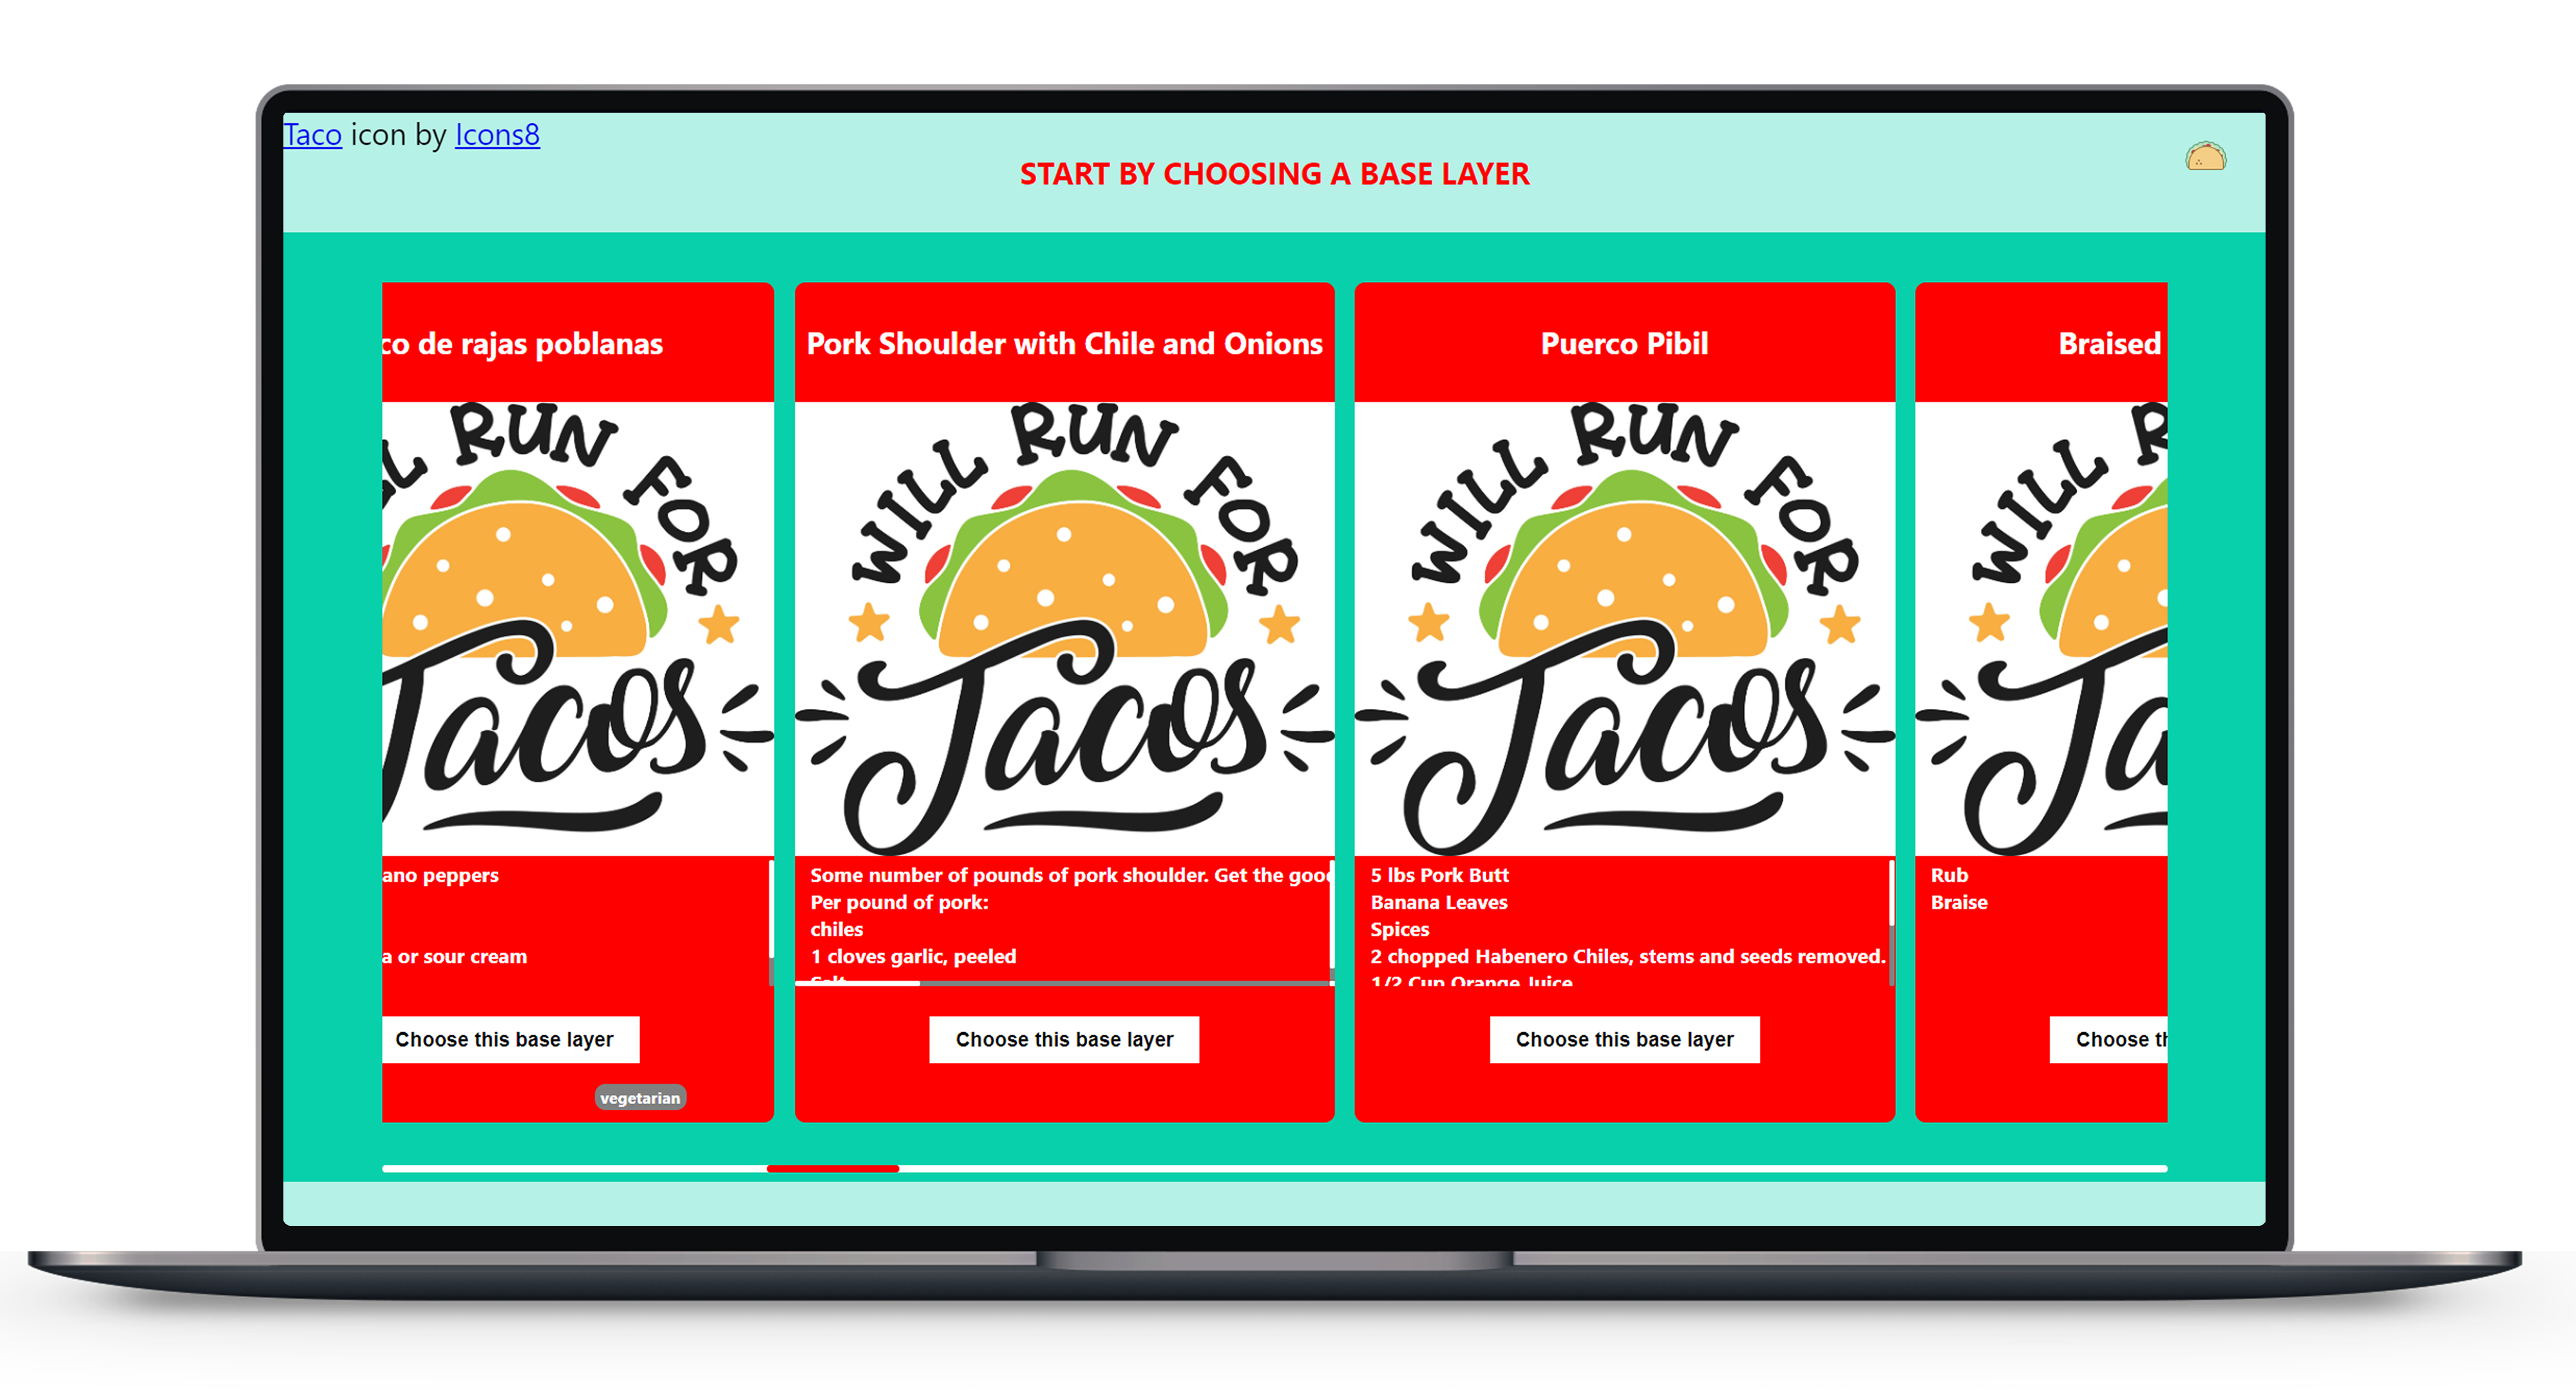 Taco icon by Icons8
START BY CHOOSING A BASE LAYER
co de rajas poblanas
LL RUN FOR
Tacos
ano peppers
a or sour cream
Choose this base layer
vegetarian
Pork Shoulder with Chile and Onions
WILL RUN FOR
Tacos
Some number of pounds of pork shoulder. Get the good
Per pound of pork:
chiles
1 cloves garlic, peeled
Salt
Choose this base layer
Puerco Pibil
WILL RUN FOR
Tacos
5 lbs Pork Butt
Banana Leaves
Spices
2 chopped Habenero Chiles, stems and seeds removed.
1/2 Cup Orange Juice
Choose this base layer
Braised
WILL R
Ta
Rub
Braise
Choose th